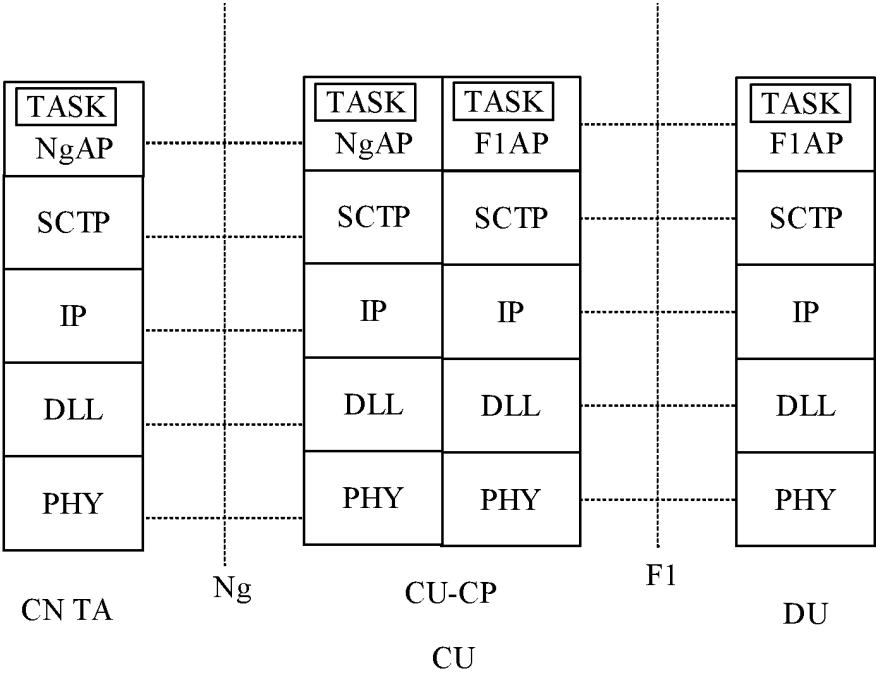 TASK TASK TASK TASK
NgAP NgAP F1AP F1AP
SCTP SCTP SCTP SCTP
IP IP IP IP
DLL DLL DLL DLL
PHY PHY PHY PHY
Ng F1
CN TA CU-CP DU
CU